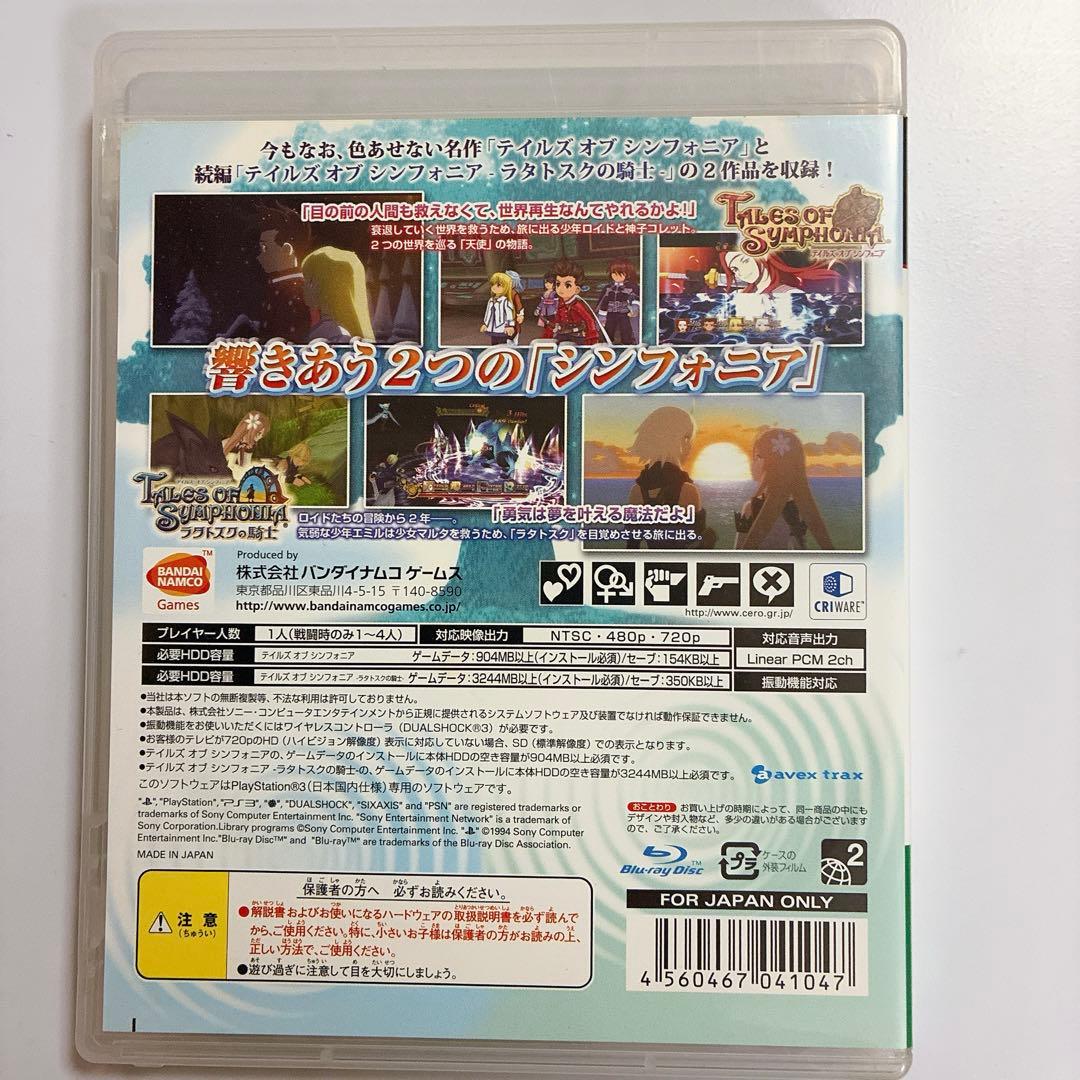 今もなお、色あせない名作「テイルズ オブ シンフォニア」と
続編「テイルズ オブ シンフォニア - ラタトスクの騎士 -」の2作品を収録!
「目の前の人間も救えなくて、世界再生なんてやれるかよ!」
衰退していく世界を救うため、旅に出る少年ロイドと神子コレット。
2つの世界を巡る「天使」の物語。
TALES OF
SYMPHONIA
テイルズ オブ シンフォニア
響きあう2つの「シンフォニア」
テイルズ オブ シンフォニア
TALES OF
SYMPHONIA
ラタトスクの騎士
ロイドたちの冒険から2年──。
「勇気は夢を叶える魔法だよ」
気弱な少年エミルは少女マルタを救うため、「ラタトスク」を目覚めさせる旅に出る。
BANDAI
NAMCO
Games
TM
Produced by
株式会社 バンダイナムコ ゲームス
東京都品川区東品川4-5-15 〒140-8590
http://www.bandainamcogames.co.jp/
http://www.cero.gr.jp/
CRIWARE™
プレイヤー人数 1人(戦闘時のみ1~4人) 対応映像出力 NTSC・480p・720p 対応音声出力
必要HDD容量 テイルズ オブ シンフォニア ゲームデータ:904MB以上(インストール必須)/セーブ:154KB以上 Linear PCM 2ch
必要HDD容量 テイルズ オブ シンフォニア -ラタトスクの騎士- ゲームデータ:3244MB以上(インストール必須)/セーブ:350KB以上 振動機能対応
●当社は本ソフトの無断複製等、不法な利用は許可しておりません。
●本製品は、株式会社ソニー・コンピュータエンタテインメントから正規に提供されるシステムソフトウェア及び装置でなければ動作保証できません。
●振動機能をお使いいただくにはワイヤレスコントローラ(DUALSHOCK®3)が必要です。
●お客様のテレビが720pのHD(ハイビジョン解像度)表示に対応していない場合、SD(標準解像度)での表示となります。
●テイルズ オブ シンフォニアの、ゲームデータのインストールに本体HDDの空き容量が904MB以上必須です。
●テイルズ オブ シンフォニア -ラタトスクの騎士-の、ゲームデータのインストールに本体HDDの空き容量が3244MB以上必須です。
このソフトウェアはPlayStation®3(日本国内仕様)専用のソフトウェアです。
avex trax
" ", "PlayStation", "PS3", " ", "DUALSHOCK", "SIXAXIS" and "PSN" are registered trademarks or
trademarks of Sony Computer Entertainment Inc. "Sony Entertainment Network" is a trademark of
Sony Corporation.Library programs ©Sony Computer Entertainment Inc. " " ©1994 Sony Computer
Entertainment Inc."Blu-ray Disc™" and "Blu-ray™" are trademarks of the Blu-ray Disc Association.
MADE IN JAPAN
おことわり お買い上げの時期によって、同一商品の中にも
デザインや封入物など、多少の違いがある場合がございます
ので、ご了承ください。
Blu-ray Disc™
プラ
ケースの
外装フィルム
2
FOR JAPAN ONLY
4 560467 041047
注意
(ちゅうい)
保護者の方へ 必ずお読みください。
●解説書およびお使いになるハードウェアの取扱説明書を必ず読んで
から、ご使用ください。特に、小さいお子様は保護者の方がお読みの上、
正しい方法で、ご使用ください。
●遊び過ぎに注意して目を大切にしましょう。